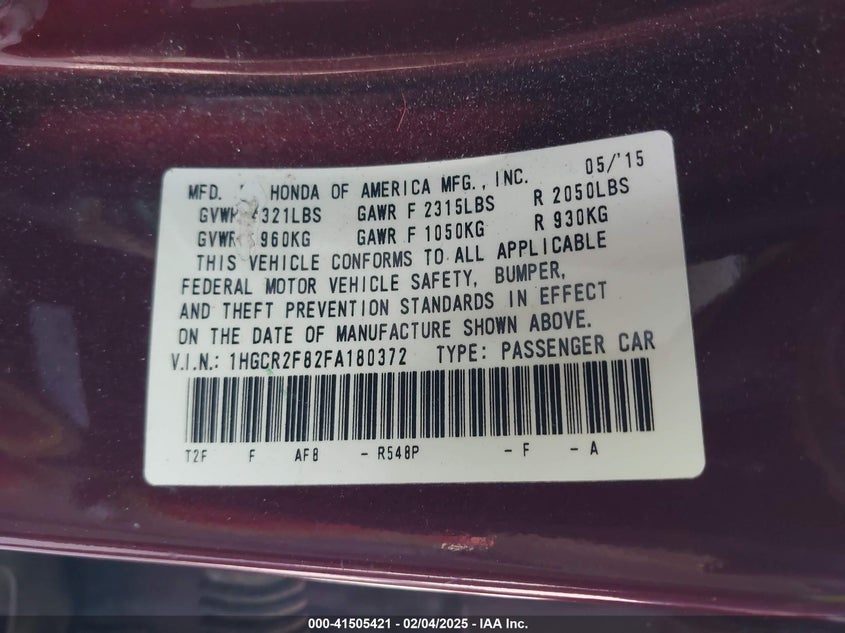 MFD. HONDA OF AMERICA MFG., INC. 05/'15
321LBS GAWR F 2315LBS R 2050LBS
GVWR 960KG GAWR F 1050KG R 930KG
THIS VEHICLE CONFORMS TO ALL APPLICABLE
FEDERAL MOTOR VEHICLE SAFETY, BUMPER,
AND THEFT PREVENTION STANDARDS IN EFFECT
ON THE DATE OF MANUFACTURE SHOWN ABOVE.
V.I.N.: 1HGCR2F82FA180372 TYPE: PASSENGER CAR
T2F F AF8 - R548P - F - A
000-41505421 - 02/04/2025 - IAA Inc.